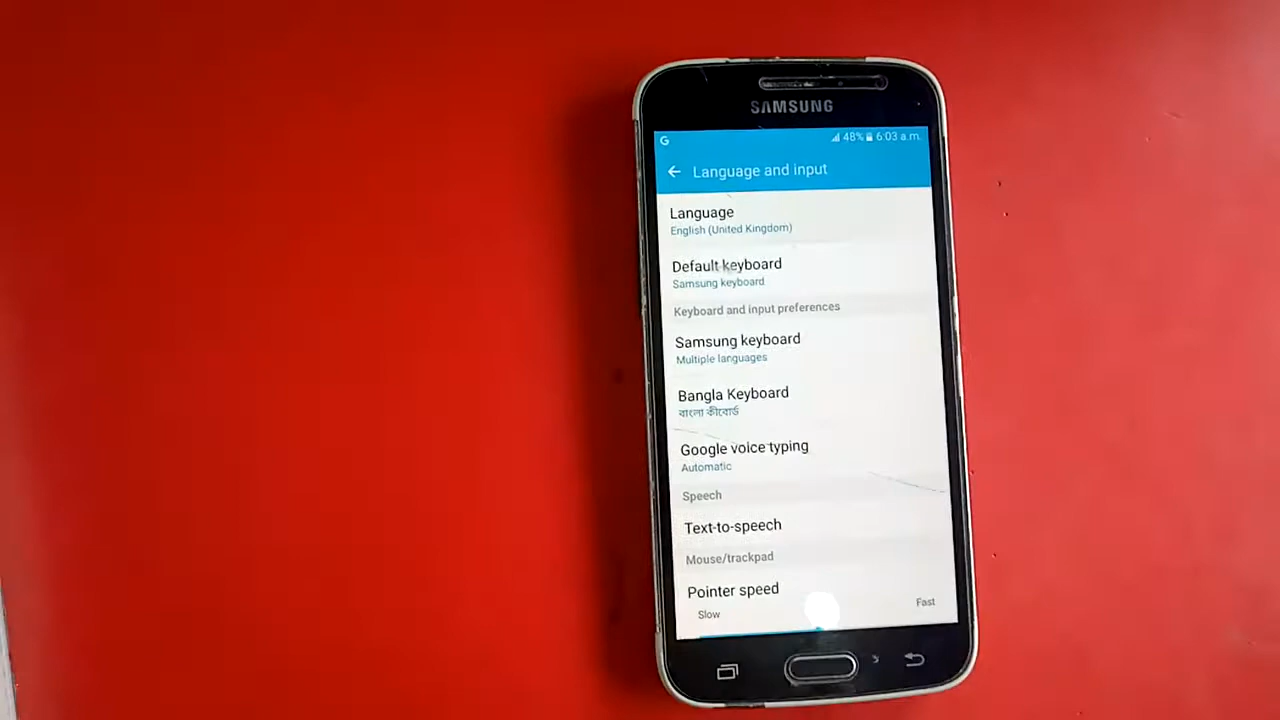 SAMSUNG
G 48% 6:03 a.m.
Language and input
Language
English (United Kingdom)
Default keyboard
Samsung keyboard
Keyboard and input preferences
Samsung keyboard
Multiple languages
Bangla Keyboard
বাংলা কীবোর্ড
Google voice typing
Automatic
Speech
Text-to-speech
Mouse/trackpad
Pointer speed
Slow Fast